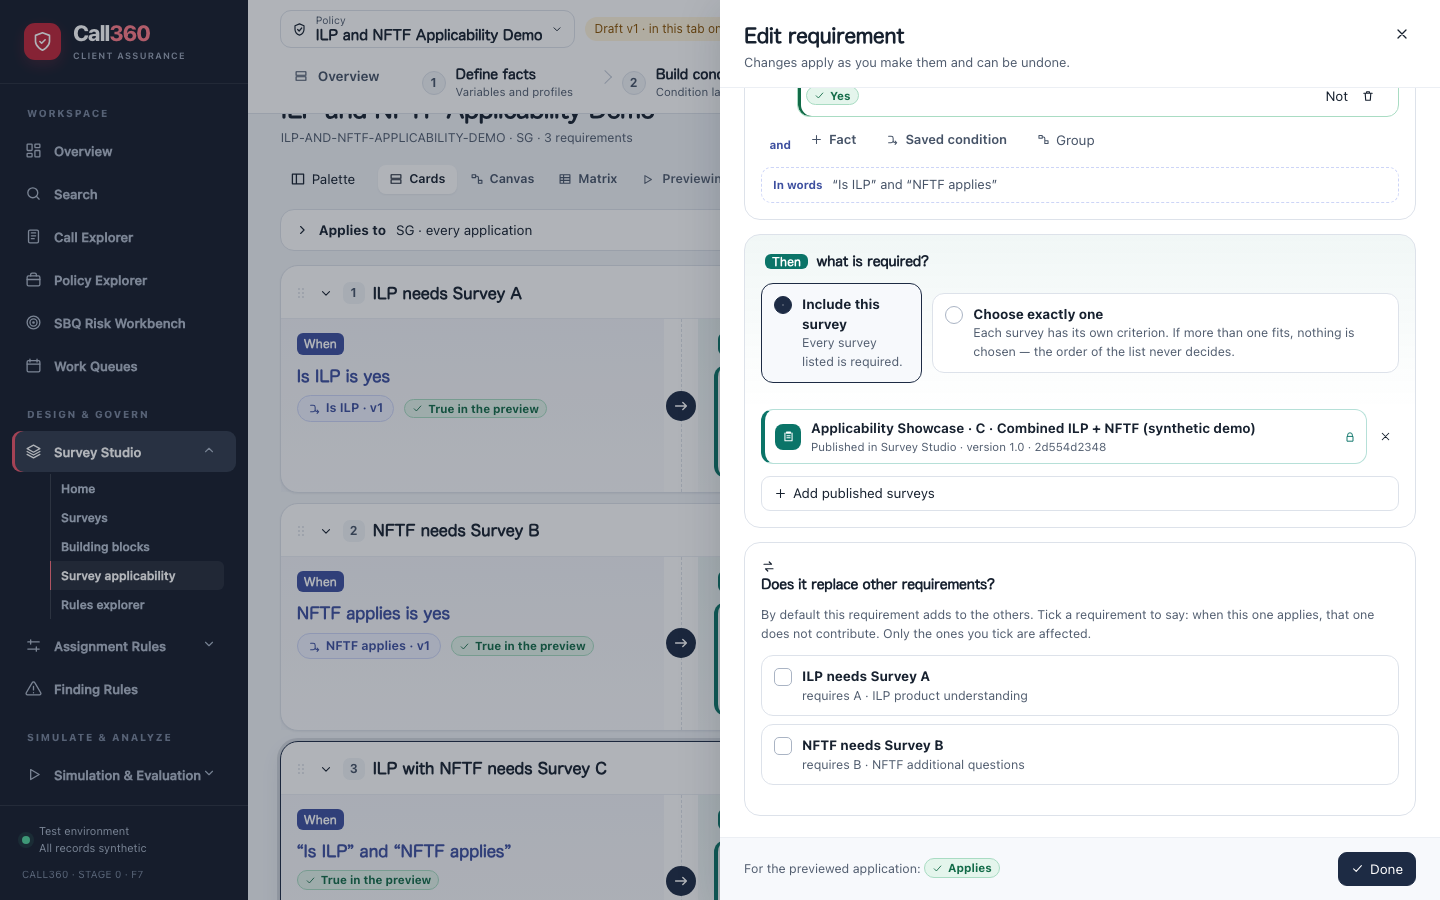 Call360
CLIENT ASSURANCE
WORKSPACE
Overview
Search
Call Explorer
Policy Explorer
SBQ Risk Workbench
Work Queues
DESIGN & GOVERN
Survey Studio
Home
Surveys
Building blocks
Survey applicability
Rules explorer
Assignment Rules
Finding Rules
SIMULATE & ANALYZE
Simulation & Evaluation
Test environment
All records synthetic
CALL360 · STAGE 0 · F7
Policy
ILP and NFTF Applicability Demo
Draft v1 · in this tab on
Overview
1
Define facts
Variables and profiles
2
Build cond
Condition la
ILP and NFTF Applicability Demo
ILP-AND-NFTF-APPLICABILITY-DEMO · SG · 3 requirements
Palette
Cards
Canvas
Matrix
Previewin
Applies to SG · every application
1 ILP needs Survey A
When
Is ILP is yes
Is ILP · v1
True in the preview
2 NFTF needs Survey B
When
NFTF applies is yes
NFTF applies · v1
True in the preview
3 ILP with NFTF needs Survey C
When
“Is ILP” and “NFTF applies”
True in the preview
Edit requirement
Changes apply as you make them and can be undone.
Yes
Not
and
Fact
Saved condition
Group
In words “Is ILP” and “NFTF applies”
Then what is required?
Include this
survey
Every survey
listed is required.
Choose exactly one
Each survey has its own criterion. If more than one fits, nothing is
chosen — the order of the list never decides.
Applicability Showcase · C · Combined ILP + NFTF (synthetic demo)
Published in Survey Studio · version 1.0 · 2d554d2348
Add published surveys
Does it replace other requirements?
By default this requirement adds to the others. Tick a requirement to say: when this one applies, that one
does not contribute. Only the ones you tick are affected.
ILP needs Survey A
requires A · ILP product understanding
NFTF needs Survey B
requires B · NFTF additional questions
For the previewed application: Applies
Done